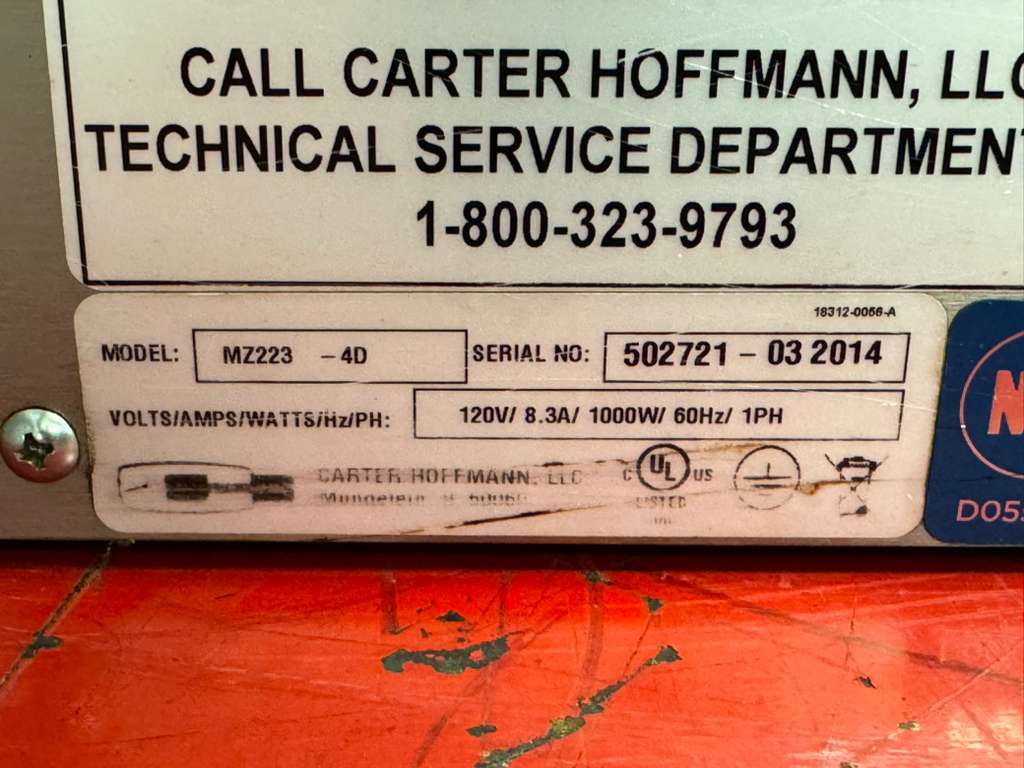 CALL CARTER HOFFMANN, LLC
TECHNICAL SERVICE DEPARTMEN
1-800-323-9793
18312-0056-A
MODEL: MZ223 -4D SERIAL NO: 502721-03 2014
VOLTS/AMPS/WATTS/Hz/PH: 120V/ 8.3A/ 1000W/ 60Hz/ 1PH
CARTER HOFFMANN, LLC
Mundelein
C UL US
LISTED
N
D05